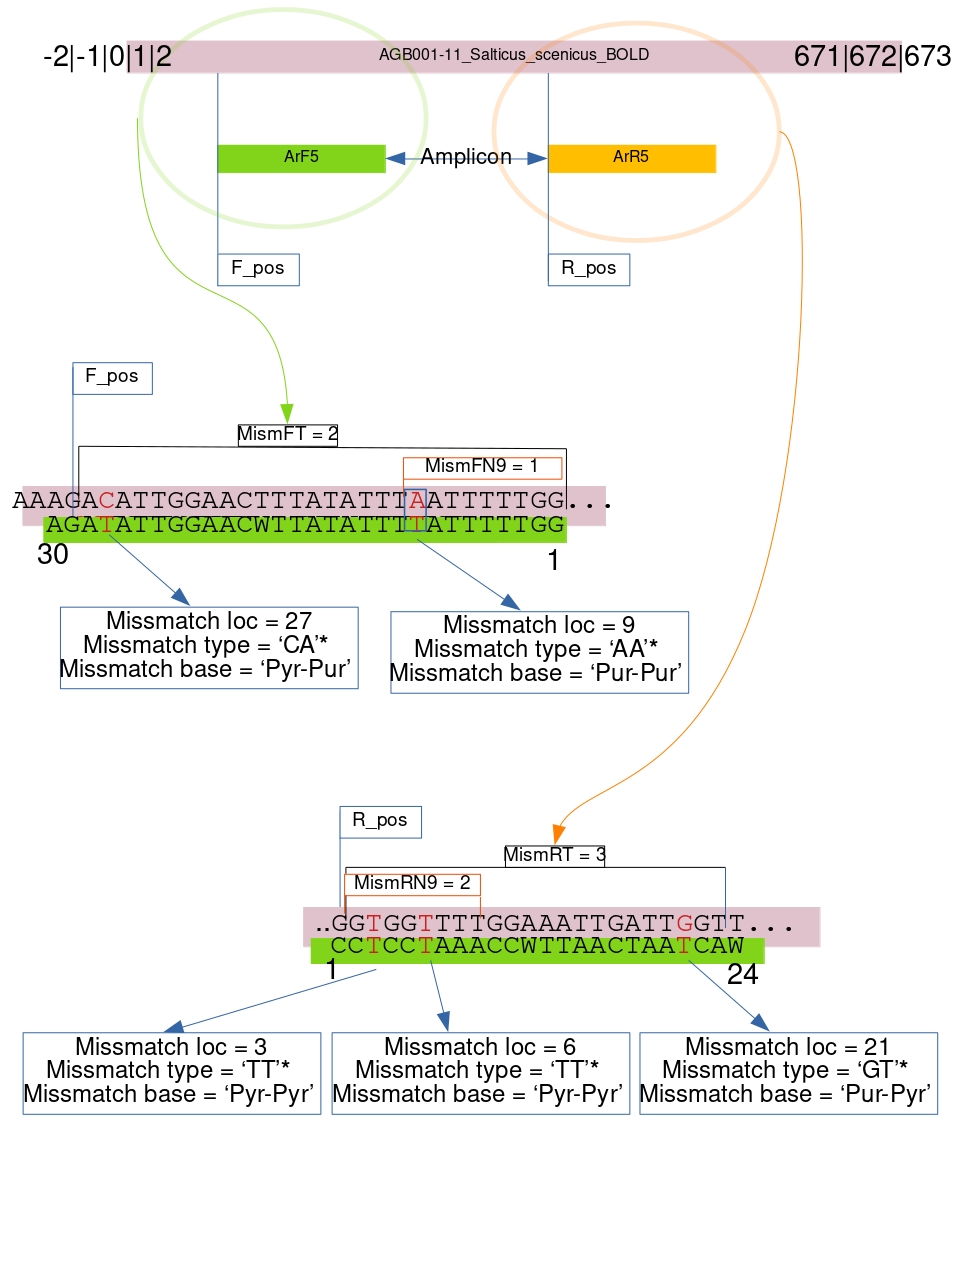 -2|-1|0|1|2
AGB001-11_Salticus_scenicus_BOLD
671|672|673
ArF5
Amplicon
ArR5
F_pos
R_pos
F_pos
MismFT = 2
MismFN9 = 1
AAAGACATTGGAACTTTATATTTAATTTTTGG...
AGATATTGGAACWTTATATTTTATTTTTGG
30
1
Missmatch loc = 27
Missmatch type = ‘CA’*
Missmatch base = ‘Pyr-Pur’
Missmatch loc = 9
Missmatch type = ‘AA’*
Missmatch base = ‘Pur-Pur’
R_pos
MismRT = 3
MismRN9 = 2
..GGTGGTTTTGGAAATTGATTGGTT...
CCTCCTAAACCWTTAACTAATCAW
1
24
Missmatch loc = 3
Missmatch type = ‘TT’*
Missmatch base = ‘Pyr-Pyr’
Missmatch loc = 6
Missmatch type = ‘TT’*
Missmatch base = ‘Pyr-Pyr’
Missmatch loc = 21
Missmatch type = ‘GT’*
Missmatch base = ‘Pur-Pyr’